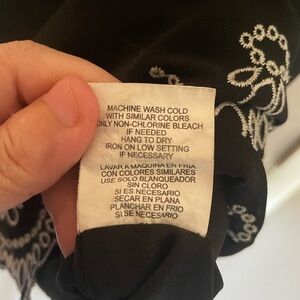 MACHINE WASH COLD
WITH SIMILAR COLORS
ONLY NON-CHLORINE BLEACH
IF NEEDED
HANG TO DRY
IRON ON LOW SETTING
IF NECESSARY
LAVAR A MAQUINA EN FRIA
CON COLORES SIMILARES
USE SOLO BLANQUEADOR
SIN CLORO
SI ES NECESARIO
SECAR EN PLANA
PLANCHAR EN FRIO
SI SE NECESARIO